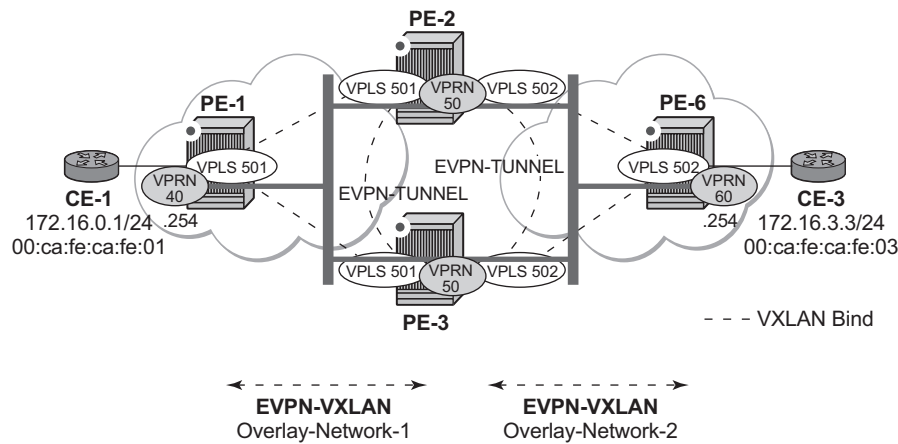 PE-2
VPLS 501
VPRN
50
VPLS 502
PE-1
PE-6
VPLS 501
VPRN
40
.254
CE-1
172.16.0.1/24
00:ca:fe:ca:fe:01
EVPN-TUNNEL
EVPN-TUNNEL
VPLS 502
VPRN
60
.254
CE-3
172.16.3.3/24
00:ca:fe:ca:fe:03
VPLS 501
VPRN
50
VPLS 502
PE-3
VXLAN Bind
EVPN-VXLAN
Overlay-Network-1
EVPN-VXLAN
Overlay-Network-2